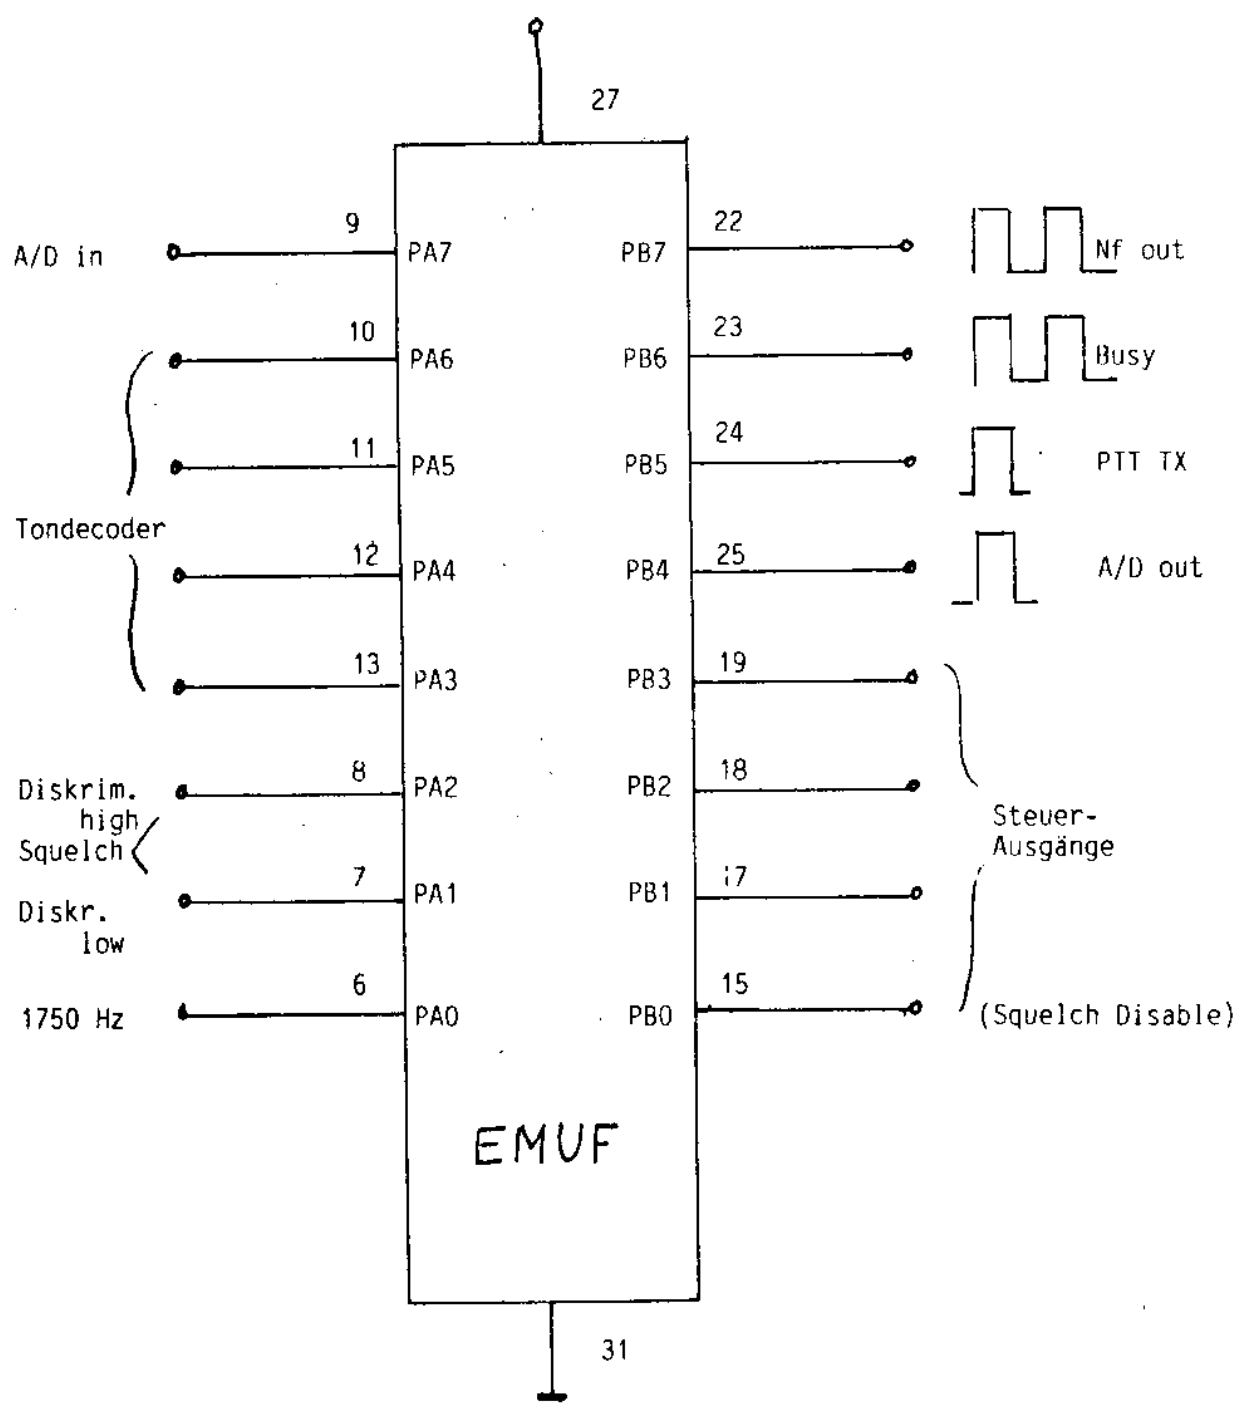 27
9
22
A/D in
PA7
PB7
Nf out
10
23
PA6
PB6
Busy
11
24
PA5
PB5
PTT TX
Tondecoder
12
25
PA4
PB4
A/D out
13
19
PA3
PB3
8
18
Diskrim.
high
PA2
PB2
Steuer-
Ausgänge
Squelch
7
17
PA1
PB1
Diskr.
low
6
15
1750 Hz
PA0
PB0
(Squelch Disable)
EMUF
31